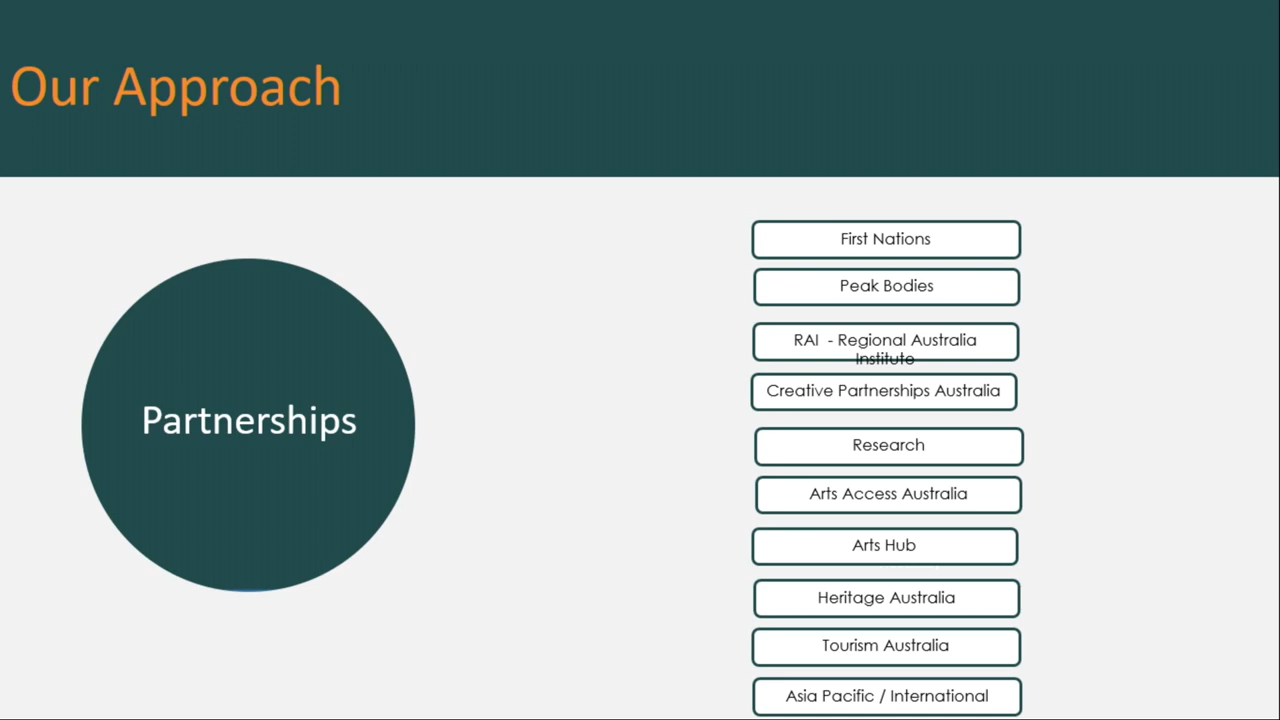 Our Approach
Partnerships
First Nations
Peak Bodies
RAI  - Regional Australia
Institute
Creative Partnerships Australia
Research
Arts Access Australia
Arts Hub
Heritage Australia
Tourism Australia
Asia Pacific / International